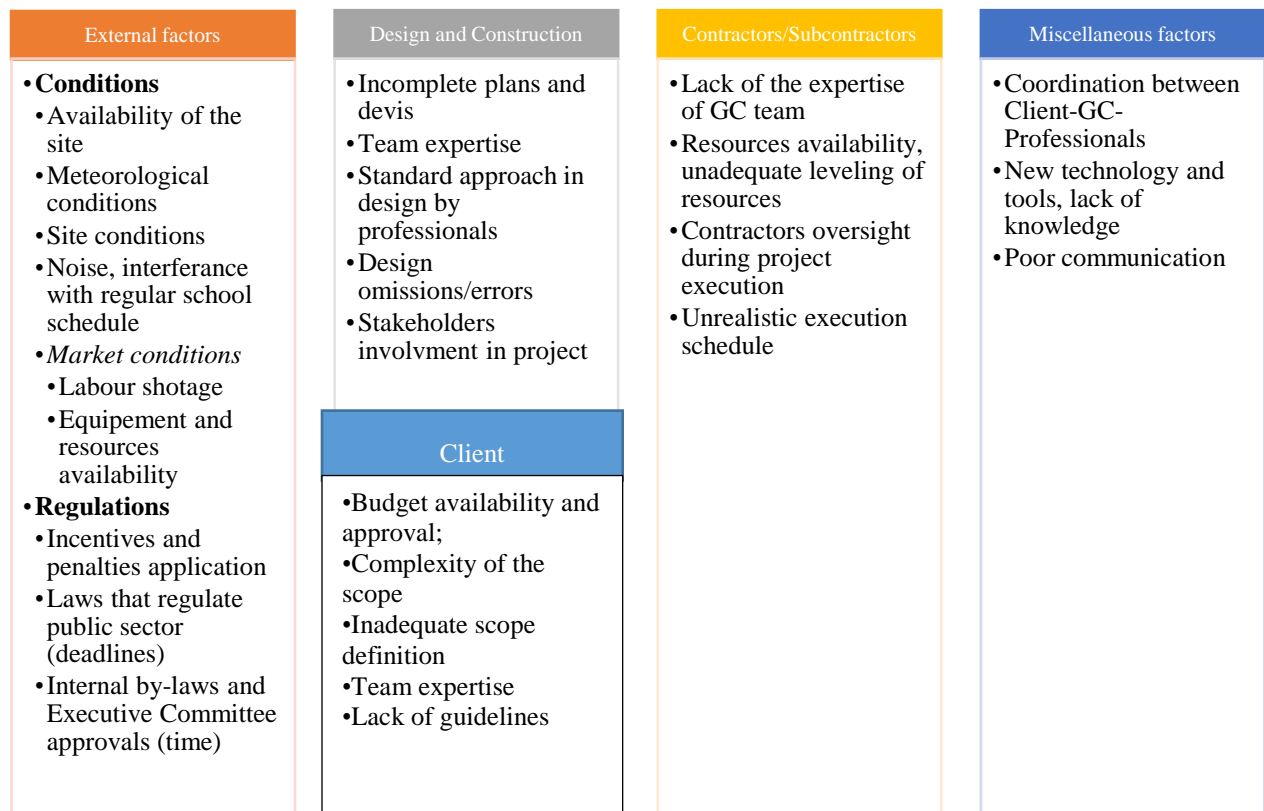 External factors
•Conditions
•Availability of the
site
•Meteorological
conditions
•Site conditions
•Noise, interferance
with regular school
schedule
•Market conditions
•Labour shotage
•Equipement and
resources
availability
•Regulations
•Incentives and
penalties application
•Laws that regulate
public sector
(deadlines)
•Internal by-laws and
Executive Committee
approvals (time)
Design and Construction
•Incomplete plans and
devis
•Team expertise
•Standard approach in
design by
professionals
•Design
omissions/errors
•Stakeholders
involvment in project
Client
•Budget availability and
approval;
•Complexity of the
scope
•Inadequate scope
definition
•Team expertise
•Lack of guidelines
Contractors/Subcontractors
•Lack of the expertise
of GC team
•Resources availability,
unadequate leveling of
resources
•Contractors oversight
during project
execution
•Unrealistic execution
schedule
Miscellaneous factors
•Coordination between
Client-GC-
Professionals
•New technology and
tools, lack of
knowledge
•Poor communication